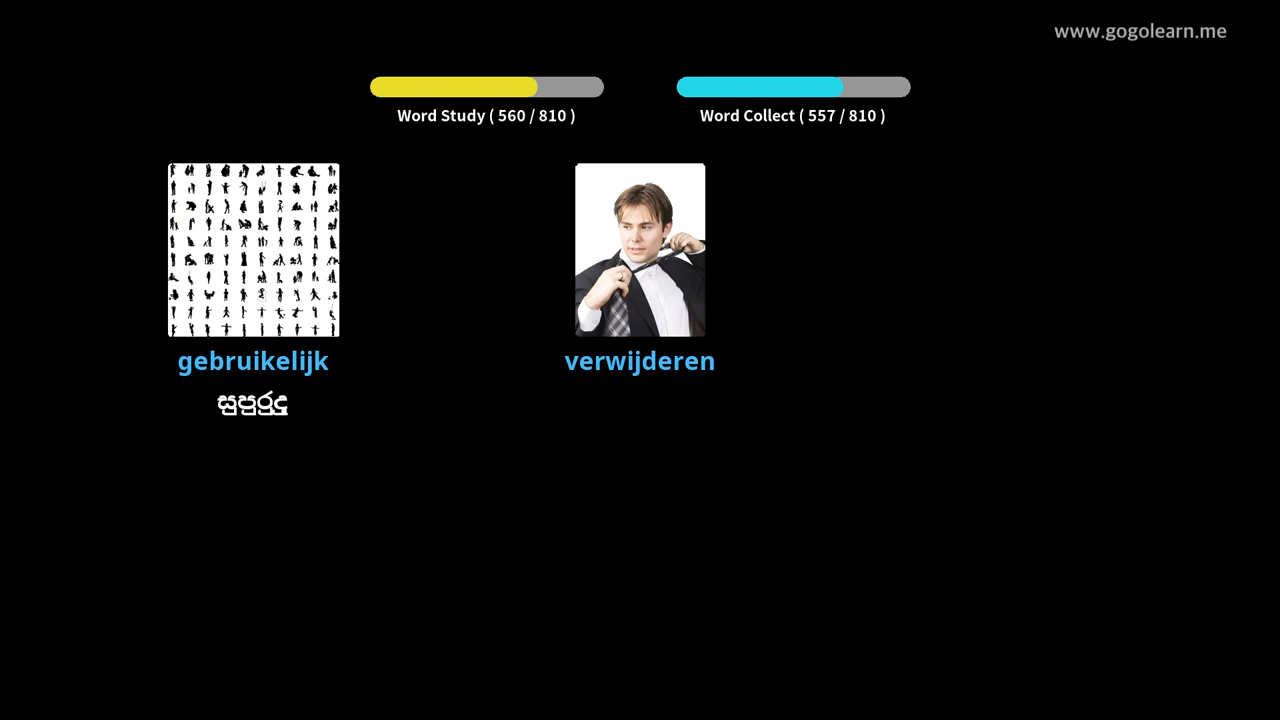 www.gogolearn.me
Word Study ( 560 / 810 )
Word Collect ( 557 / 810 )
gebruikelijk
verwijderen
සුපුරුදු